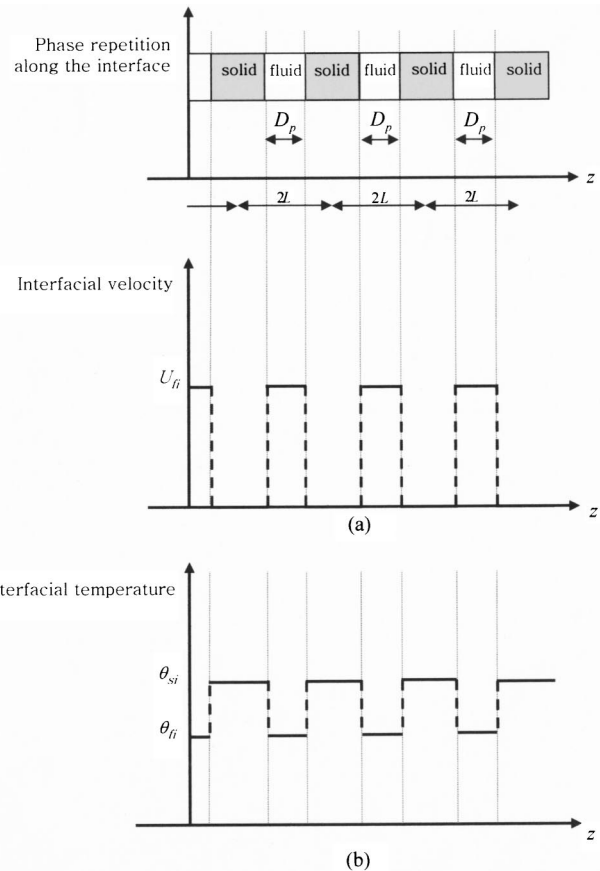 Phase repetition
along the interface
solid fluid solid fluid solid fluid solid
D_p D_p D_p
z
2L 2L 2L
Interfacial velocity
U_fi
z
(a)
terfacial temperature
θ_si
θ_fi
z
(b)